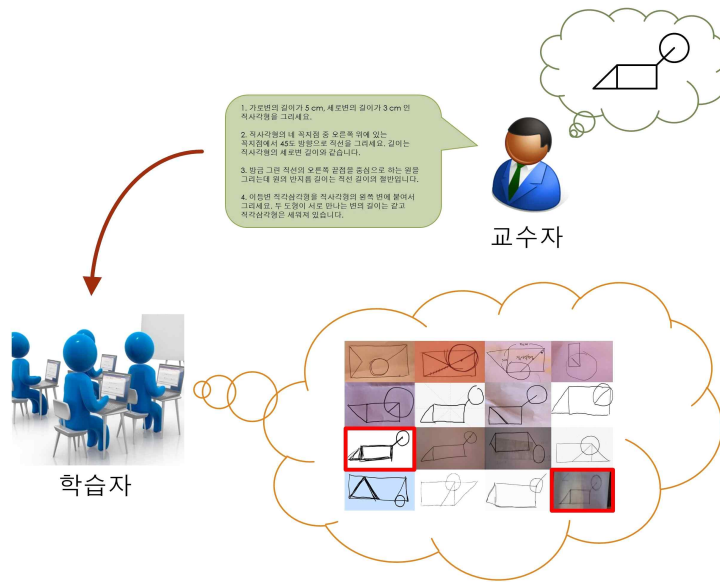 1. 가로변의 길이가 5 cm, 세로변의 길이가 3 cm 인
직사각형을 그리세요.
2. 직사각형의 네 꼭지점 중 오른쪽 위에 있는
꼭지점에서 45도 방향으로 직선을 그리세요. 길이는
직사각형의 세로변 길이와 같습니다.
3. 방금 그린 직선의 오른쪽 끝점을 중심으로 하는 원을
그리는데 원의 반지름 길이는 직선 길이의 절반입니다.
4. 이등변 직각삼각형을 직사각형의 왼쪽 변에 붙여서
그리세요. 두 도형이 서로 만나는 변의 길이는 같고
직각삼각형은 세워져 있습니다.
교수자
학습자